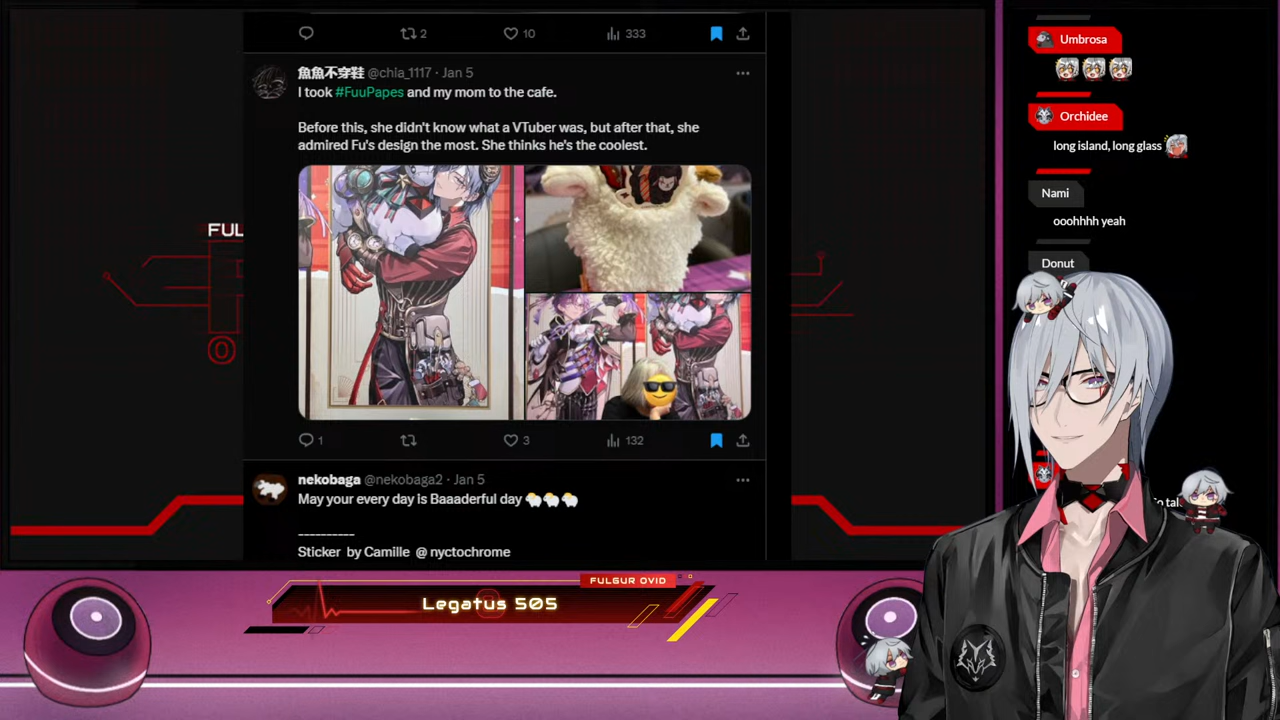 2
10
333
魚魚不穿鞋 @chia_1117 · Jan 5
I took #FuuPapes and my mom to the cafe.
Before this, she didn't know what a VTuber was, but after that, she
admired Fu's design the most. She thinks he's the coolest.
1
3
132
nekobaga @nekobaga2 · Jan 5
May your every day is Baaaderful day 🐑🐑🐑
----------
Sticker by Camille @ nyctochrome
FUL
FULGUR OVID
Legatus 505
Umbrosa
Orchidee
long island, long glass
Nami
ooohhhh yeah
Donut